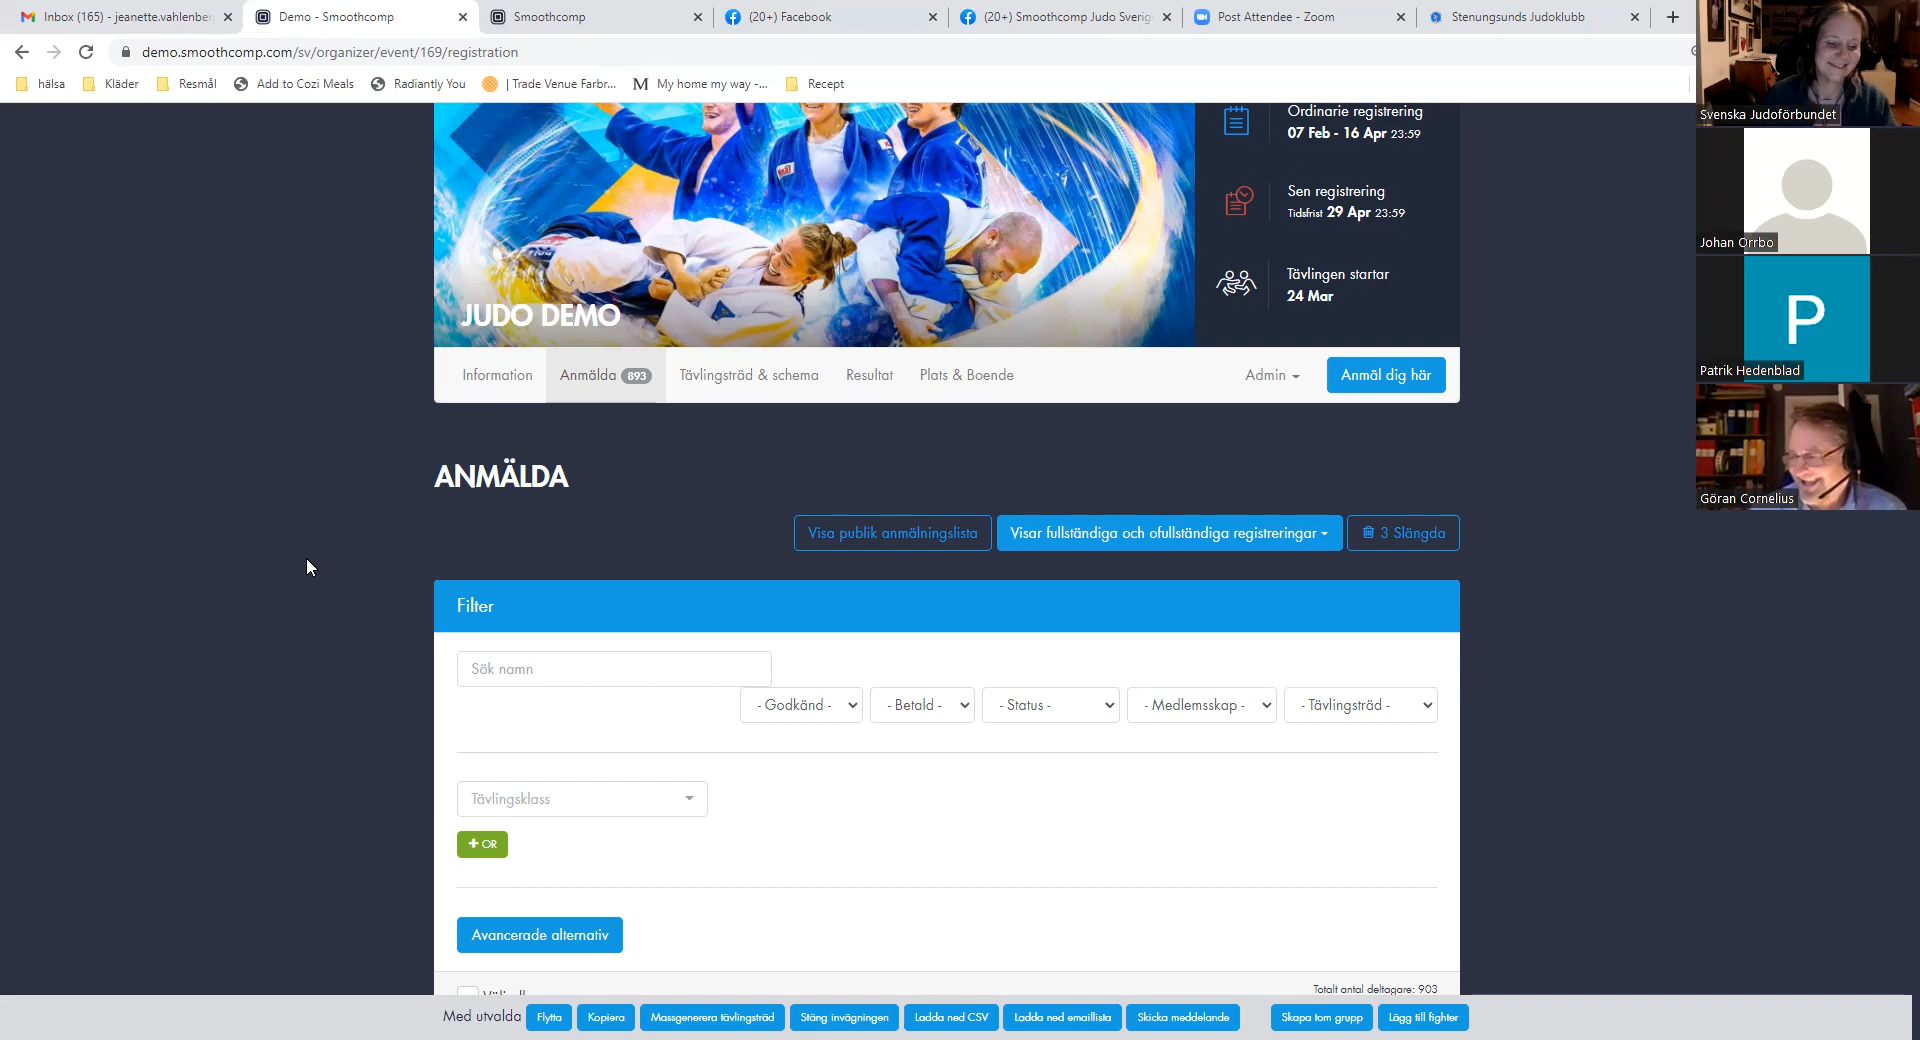 Inbox (165) - jeanette.vahlenber
Demo - Smoothcomp
Smoothcomp
(20+) Facebook
(20+) Smoothcomp Judo Sverig
Post Attendee - Zoom
Stenungsunds Judoklubb
demo.smoothcomp.com/sv/organizer/event/169/registration
hälsa
Kläder
Resmål
Add to Cozi Meals
Radiantly You
| Trade Venue Farbr...
M My home my way -...
Recept
Svenska Judoförbundet
Johan Orrbo
P
Patrik Hedenblad
Göran Cornelius
Ordinarie registrering
07 Feb - 16 Apr 23:59
Sen registrering
Tidsfrist 29 Apr 23:59
Tävlingen startar
24 Mar
JUDO DEMO
Information
Anmälda 893
Tävlingsträd & schema
Resultat
Plats & Boende
Admin
Anmäl dig här
ANMÄLDA
Visa publik anmälningslista
Visar fullständiga och ofullständiga registreringar
3 Slängda
Filter
Sök namn
- Godkänd -
- Betald -
- Status -
- Medlemsskap -
- Tävlingsträd -
Tävlingsklass
+ OR
Avancerade alternativ
Totalt antal deltagare: 903
Med utvalda
Flytta
Kopiera
Massgenerera tävlingsträd
Stäng invägningen
Ladda ned CSV
Ladda ned emaillista
Skicka meddelande
Skapa tom grupp
Lägg till fighter